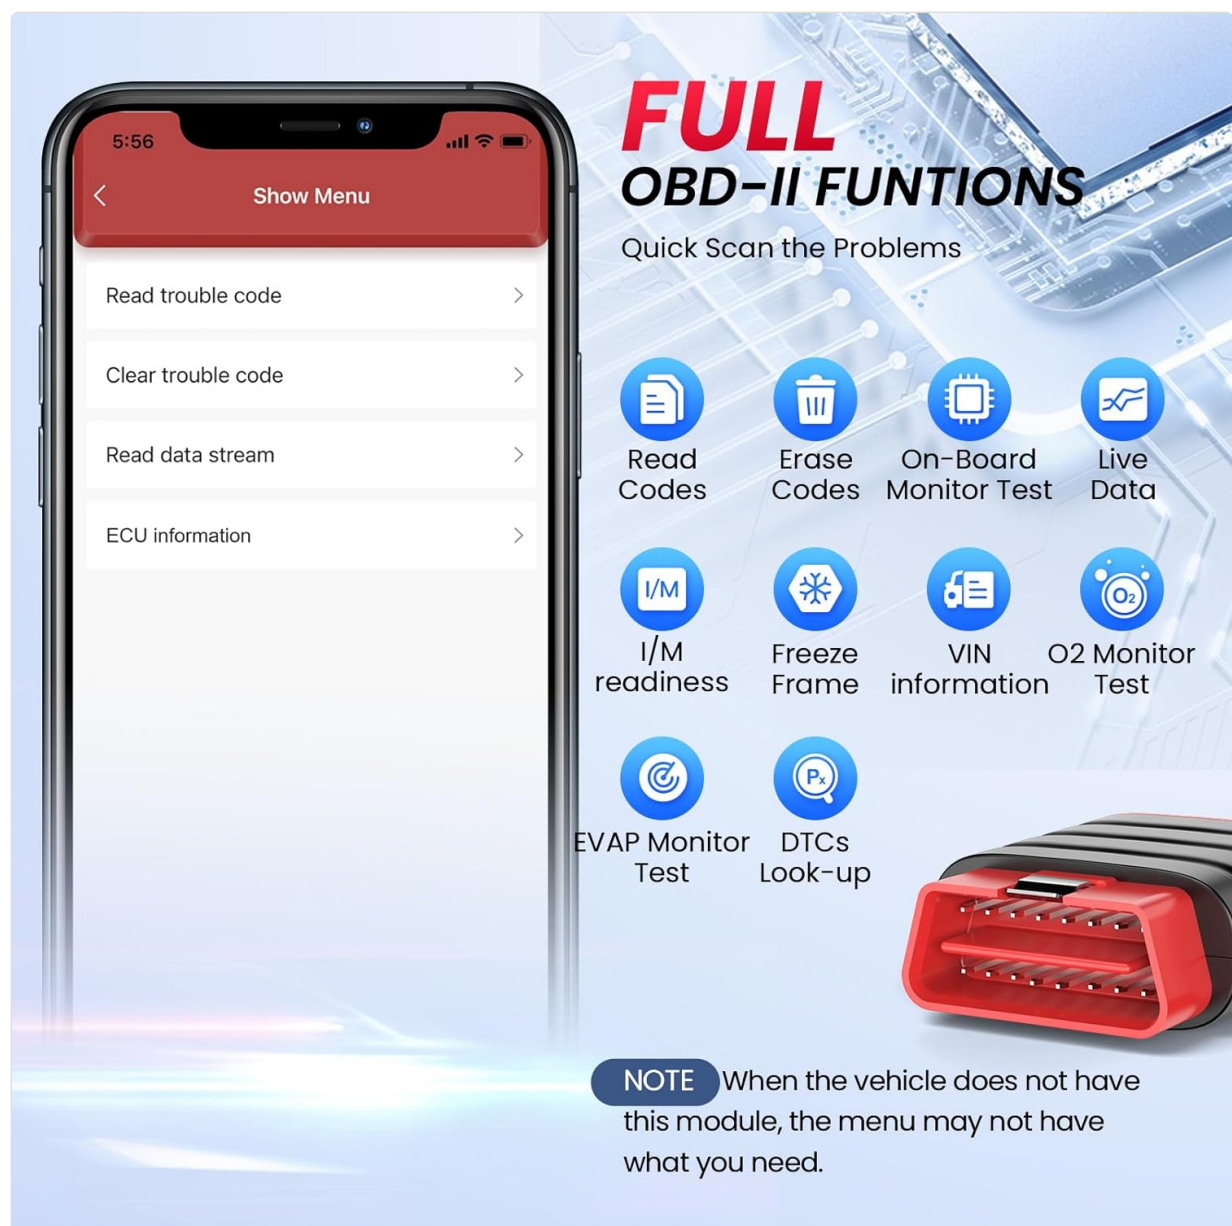 5:56
Show Menu
Read trouble code
Clear trouble code
Read data stream
ECU information
FULL
OBD-II FUNTIONS
Quick Scan the Problems
Read
Codes
Erase
Codes
On-Board
Monitor Test
Live
Data
I/M
I/M
readiness
Freeze
Frame
VIN
information
O2
O2 Monitor
Test
EVAP Monitor
Test
Px
DTCs
Look-up
NOTE When the vehicle does not have
this module, the menu may not have
what you need.